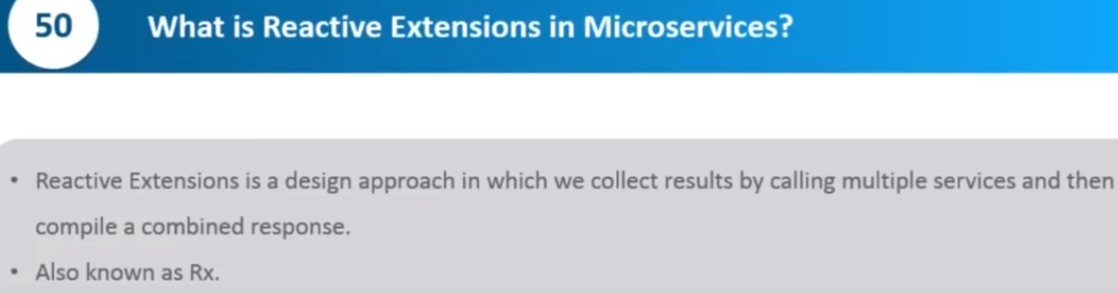 50
What is Reactive Extensions in Microservices?
• Reactive Extensions is a design approach in which we collect results by calling multiple services and then
compile a combined response.
• Also known as Rx.